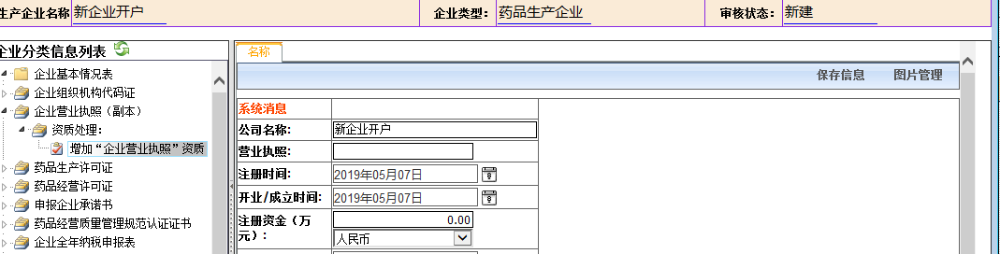 生产企业名称 新企业开户 企业类型： 药品生产企业 审核状态： 新建
企业分类信息列表
企业基本情况表
企业组织机构代码证
企业营业执照（副本）
资质处理：
增加“企业营业执照”资质
药品生产许可证
药品经营许可证
申报企业承诺书
药品经营质量管理规范认证证书
企业全年纳税申报表
名称
保存信息 图片管理
系统消息
公司名称： 新企业开户
营业执照：
注册时间： 2019年05月07日
开业/成立时间： 2019年05月07日
注册资金（万
元）： 0.00
人民币